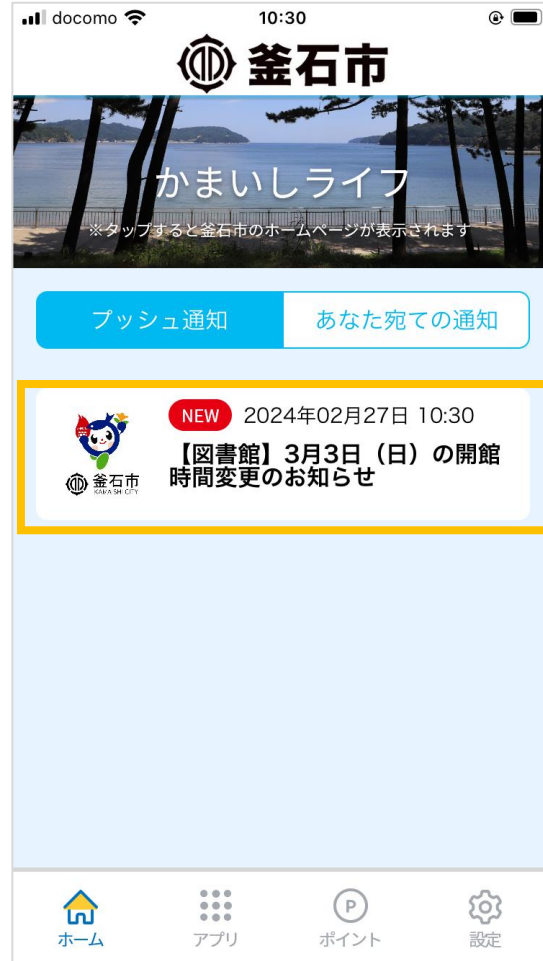 docomo 10:30
釜石市
かまいしライフ
※タップすると釜石市のホームページが表示されます
プッシュ通知 あなた宛ての通知
NEW 2024年02月27日 10:30
【図書館】3月3日（日）の開館
時間変更のお知らせ
釜石市
KAMAISHI CITY
ホーム アプリ P ポイント 設定